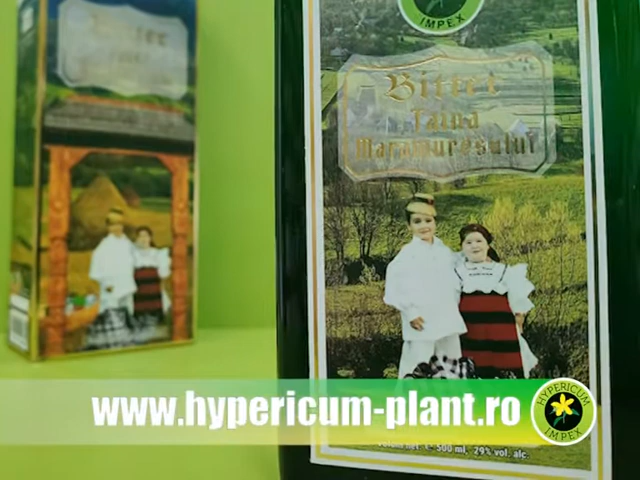 IMPEX
Bitter
Taina
Maramureșului
www.hypericum-plant.ro
HYPERICUM
IMPEX
500 ml, 29% vol. alc.